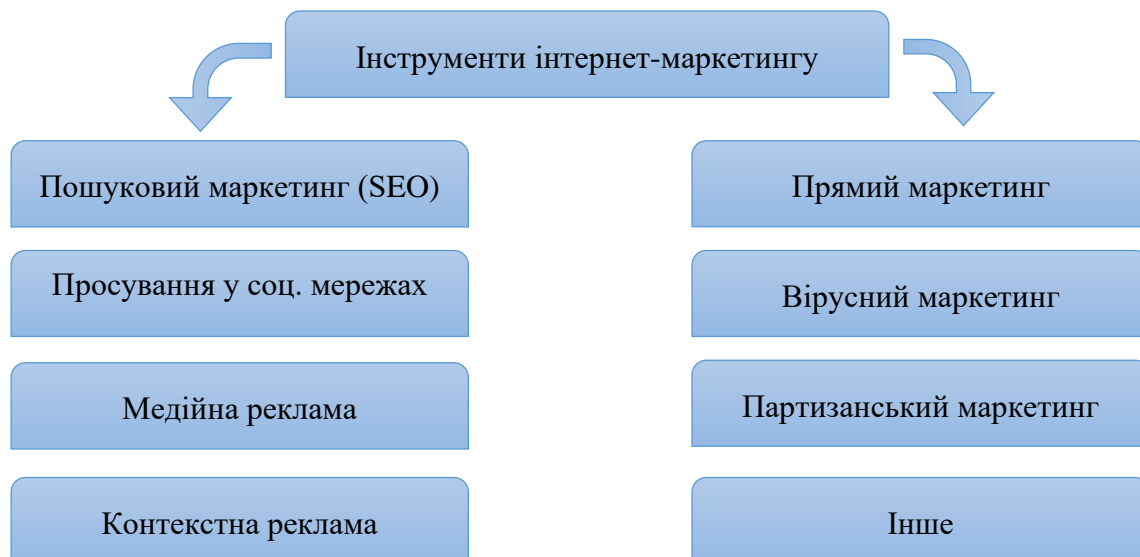 Інструменти інтернет-маркетингу
Пошуковий маркетинг (SEO)
Просування у соц. мережах
Медійна реклама
Контекстна реклама
Прямий маркетинг
Вірусний маркетинг
Партизанський маркетинг
Інше